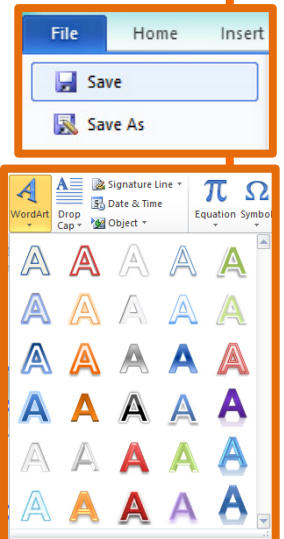 File Home Insert
Save
Save As
WordArt
Drop Cap
Signature Line
Date & Time
Object
Equation
Symbol
A A A A A
A A A A A
A A A A A
A A A A A
A A A A A
A A A A A